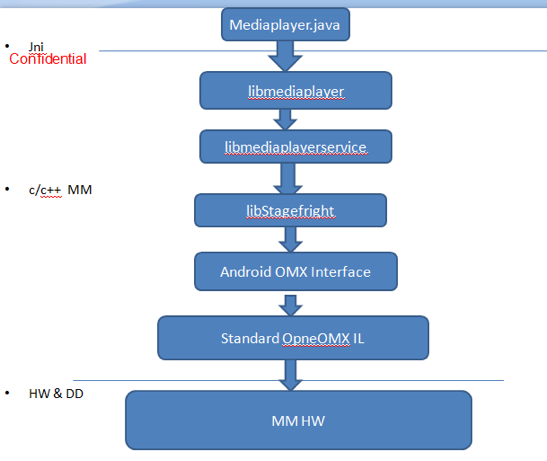 Mediaplayer.java
• Jni
Confidential
libmediaplayer
libmediaplayerservice
• c/c++ MM
libStagefright
Android OMX Interface
Standard OpneOMX IL
• HW & DD
MM HW